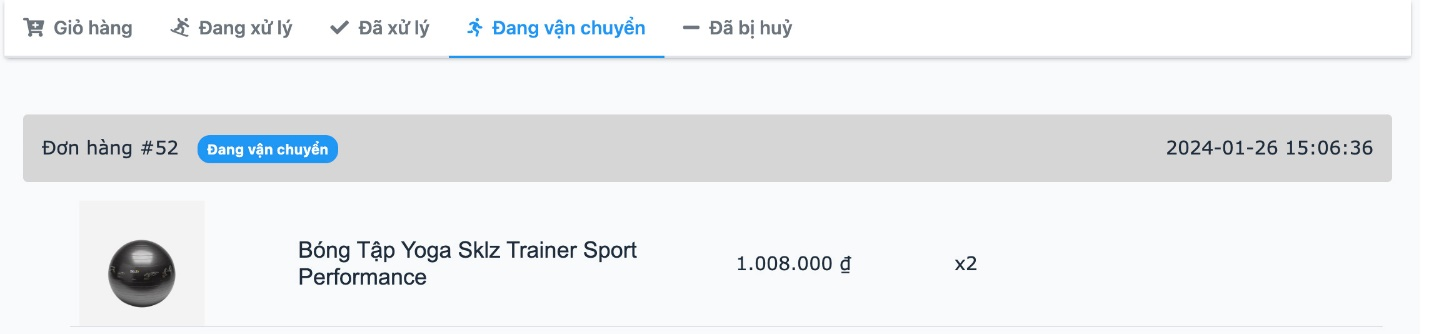 Giỏ hàng Đang xử lý Đã xử lý Đang vận chuyển Đã bị huỷ
Đơn hàng #52 Đang vận chuyển 2024-01-26 15:06:36
Bóng Tập Yoga Sklz Trainer Sport
Performance
1.008.000 ₫ x2